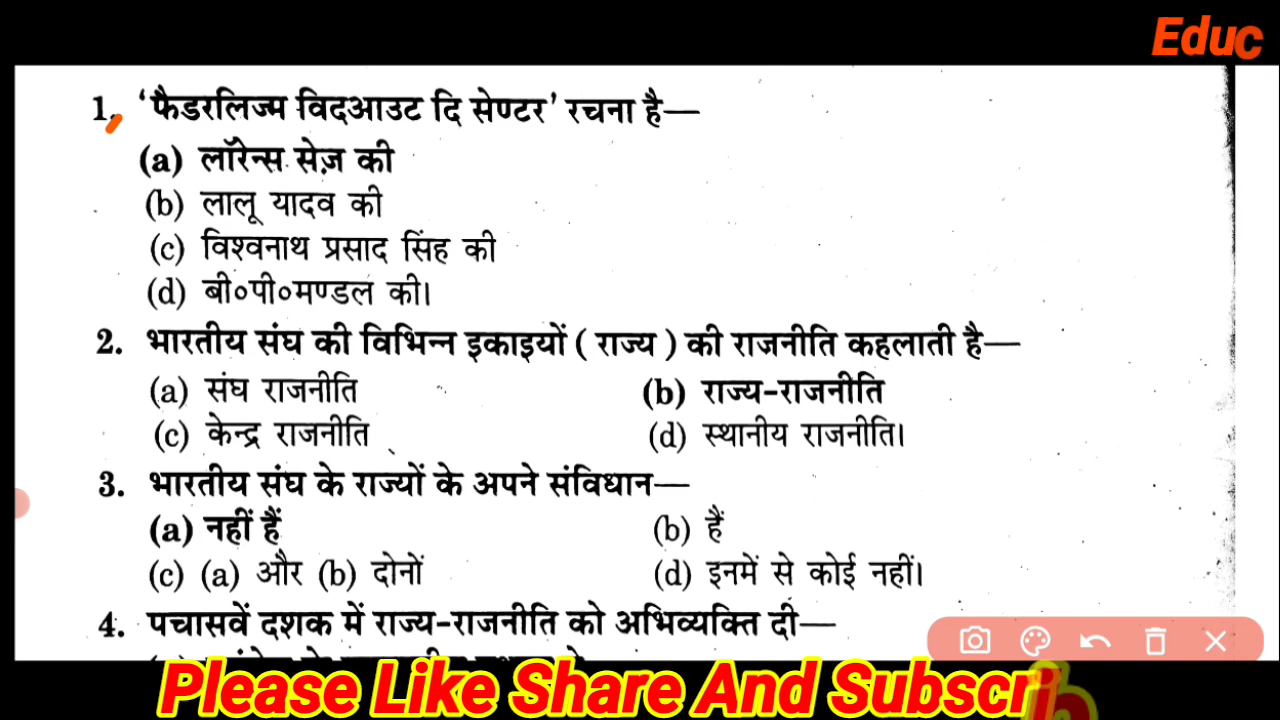 Educ
1. ‘फैडरलिज्म विदआउट दि सेण्टर’ रचना है—
(a) लॉरेन्स सेज़ की
(b) लालू यादव की
(c) विश्वनाथ प्रसाद सिंह की
(d) बी०पी०मण्डल की।
2. भारतीय संघ की विभिन्न इकाइयों ( राज्य ) की राजनीति कहलाती है—
(a) संघ राजनीति (b) राज्य-राजनीति
(c) केन्द्र राजनीति (d) स्थानीय राजनीति।
3. भारतीय संघ के राज्यों के अपने संविधान—
(a) नहीं हैं (b) हैं
(c) (a) और (b) दोनों (d) इनमें से कोई नहीं।
4. पचासवें दशक में राज्य-राजनीति को अभिव्यक्ति दी—
Please Like Share And Subscrib